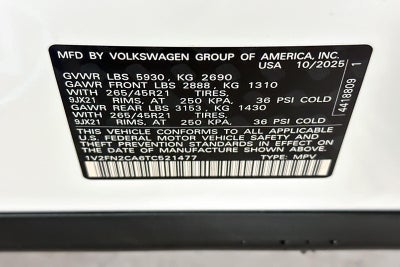 MFD BY VOLKSWAGEN GROUP OF AMERICA, INC.
USA 10/2025
GVWR LBS 5930, KG 2690
GAWR FRONT LBS 2888, KG 1310
WITH 265/45R21 TIRES,
9JX21 RIMS, AT 250 KPA, 36 PSI COLD
GAWR REAR LBS 3153, KG 1430
WITH 265/45R21 TIRES,
9JX21 RIMS, AT 250 KPA, 36 PSI COLD
THIS VEHICLE CONFORMS TO ALL APPLICABLE
U.S. FEDERAL MOTOR VEHICLE SAFETY AND
THEFT PREVENTION STANDARDS IN EFFECT
ON THE DATE OF MANUFACTURE SHOWN ABOVE.
1V2FN2CA6TC521477 TYPE: MPV
4416809 1